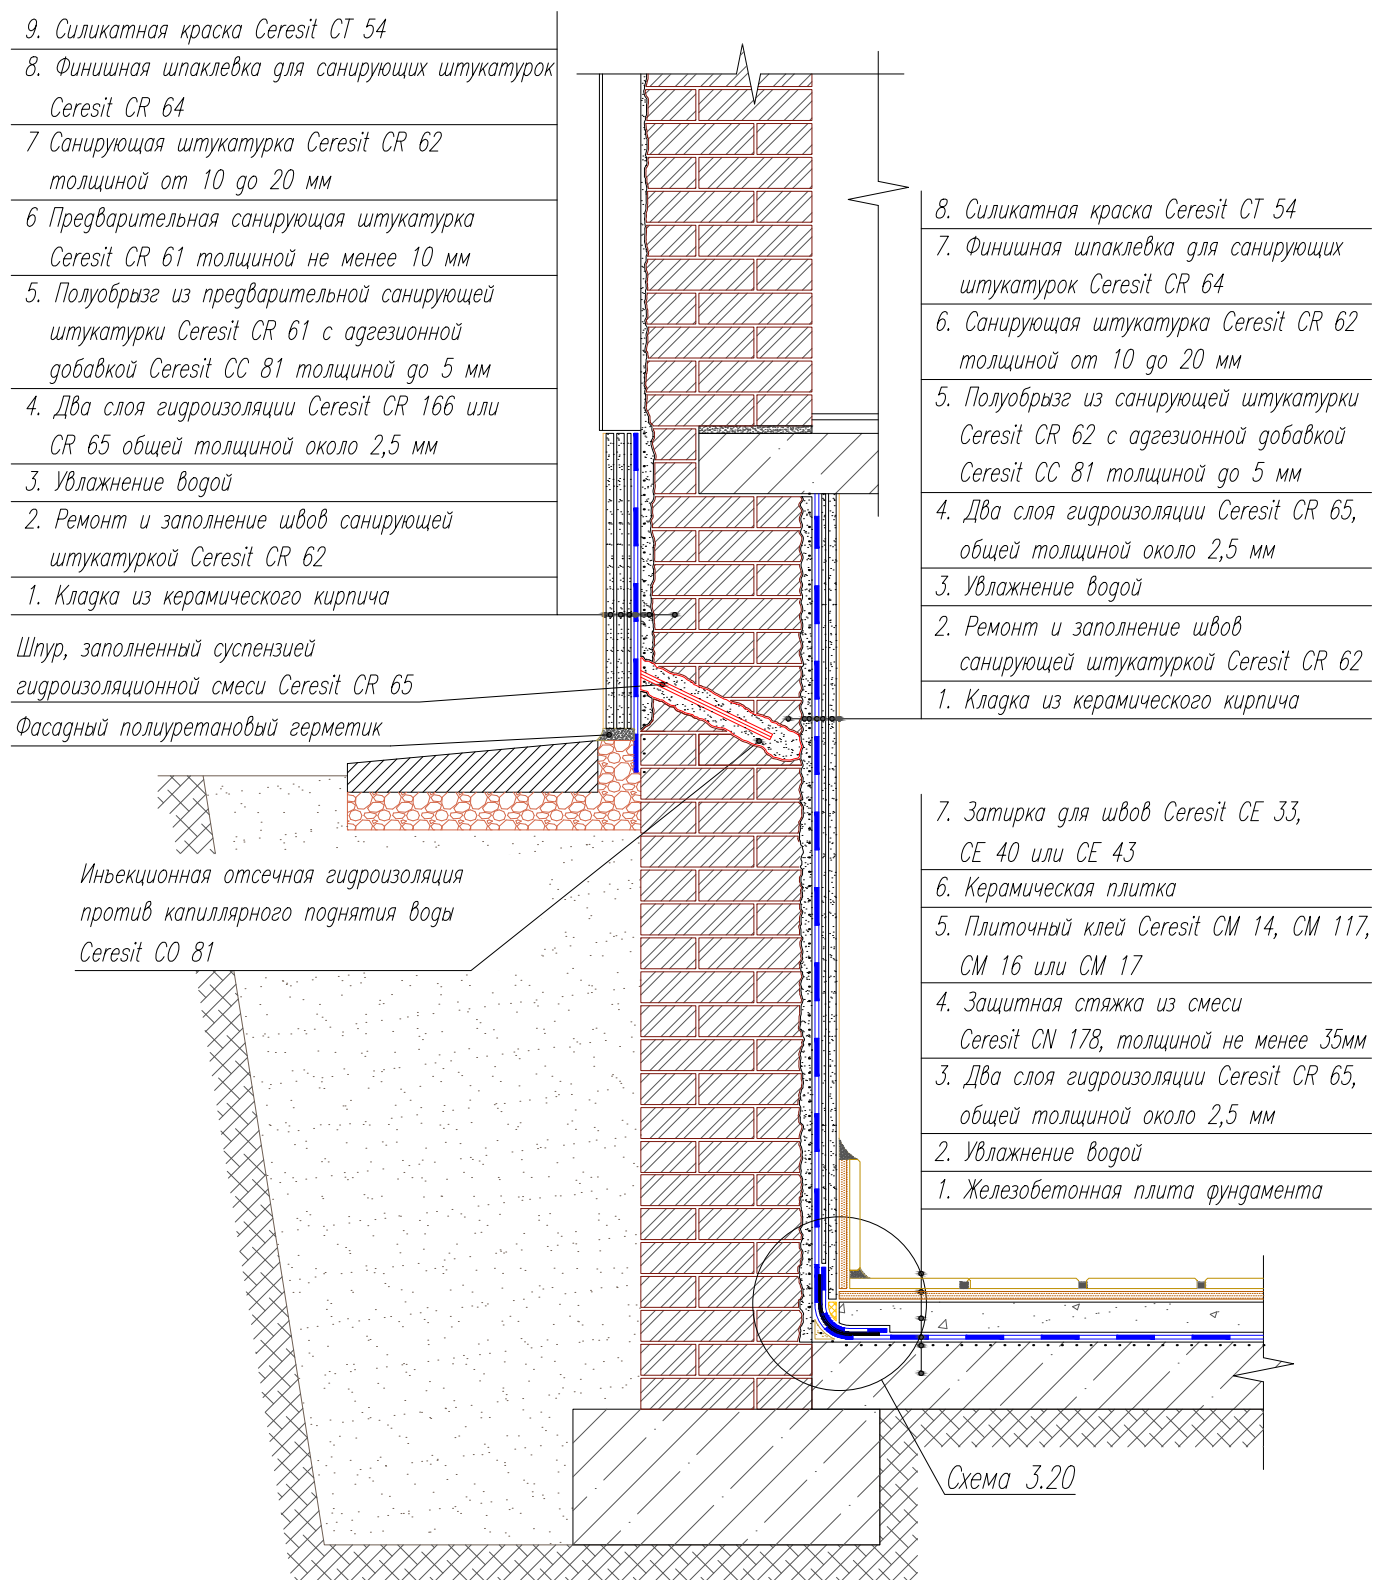 9. Силикатная краска Ceresit CT 54
8. Финишная шпаклевка для санирующих штукатурок
Ceresit CR 64
7 Санирующая штукатурка Ceresit CR 62
толщиной от 10 до 20 мм
6 Предварительная санирующая штукатурка
Ceresit CR 61 толщиной не менее 10 мм
5. Полуобрызг из предварительной санирующей
штукатурки Ceresit CR 61 с адгезионной
добавкой Ceresit CC 81 толщиной до 5 мм
4. Два слоя гидроизоляции Ceresit CR 166 или
CR 65 общей толщиной около 2,5 мм
3. Увлажнение водой
2. Ремонт и заполнение швов санирующей
штукатуркой Ceresit CR 62
1. Кладка из керамического кирпича
Шпур, заполненный суспензией
гидроизоляционной смеси Ceresit CR 65
Фасадный полиуретановый герметик
Иньекционная отсечная гидроизоляция
против капиллярного поднятия воды
Ceresit CO 81
8. Силикатная краска Ceresit CT 54
7. Финишная шпаклевка для санирующих
штукатурок Ceresit CR 64
6. Санирующая штукатурка Ceresit CR 62
толщиной от 10 до 20 мм
5. Полуобрызг из санирующей штукатурки
Ceresit CR 62 с адгезионной добавкой
Ceresit CC 81 толщиной до 5 мм
4. Два слоя гидроизоляции Ceresit CR 65,
общей толщиной около 2,5 мм
3. Увлажнение водой
2. Ремонт и заполнение швов
санирующей штукатуркой Ceresit CR 62
1. Кладка из керамического кирпича
7. Затирка для швов Ceresit CE 33,
CE 40 или CE 43
6. Керамическая плитка
5. Плиточный клей Ceresit CM 14, CM 117,
CM 16 или CM 17
4. Защитная стяжка из смеси
Ceresit CN 178, толщиной не менее 35мм
3. Два слоя гидроизоляции Ceresit CR 65,
общей толщиной около 2,5 мм
2. Увлажнение водой
1. Железобетонная плита фундамента
Схема 3.20